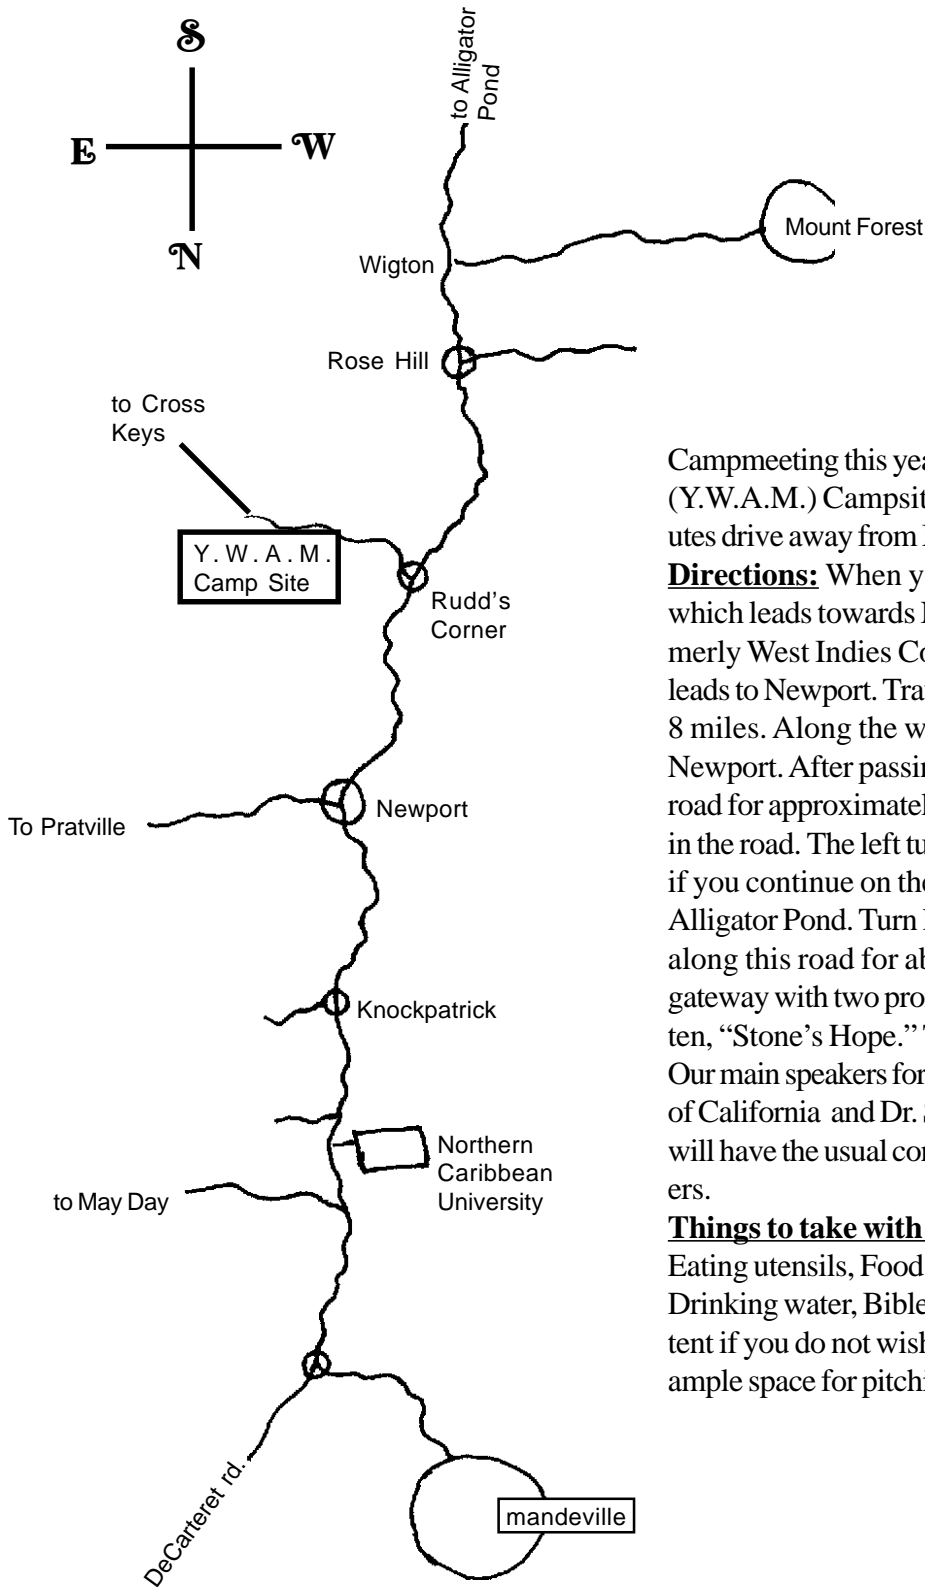 S
E W
N
to Alligator
Pond
Mount Forest
Wigton
Rose Hill
to Cross
Keys
Y.W.A.M.
Camp Site
Rudd's
Corner
To Pratville
Newport
Knockpatrick
Northern
Caribbean
University
to May Day
DeCarteret rd.
mandeville
Campmeeting this yea
(Y.W.A.M.) Campsit
utes drive away from
Directions: When y
which leads towards
merly West Indies Co
leads to Newport. Tra
8 miles. Along the w
Newport. After passin
road for approximatel
in the road. The left tu
if you continue on the
Alligator Pond. Turn
along this road for ab
gateway with two pro
ten, “Stone’s Hope.”
Our main speakers for
of California and Dr.
will have the usual con
ers.
Things to take with
Eating utensils, Food
Drinking water, Bible
tent if you do not wish
ample space for pitchi